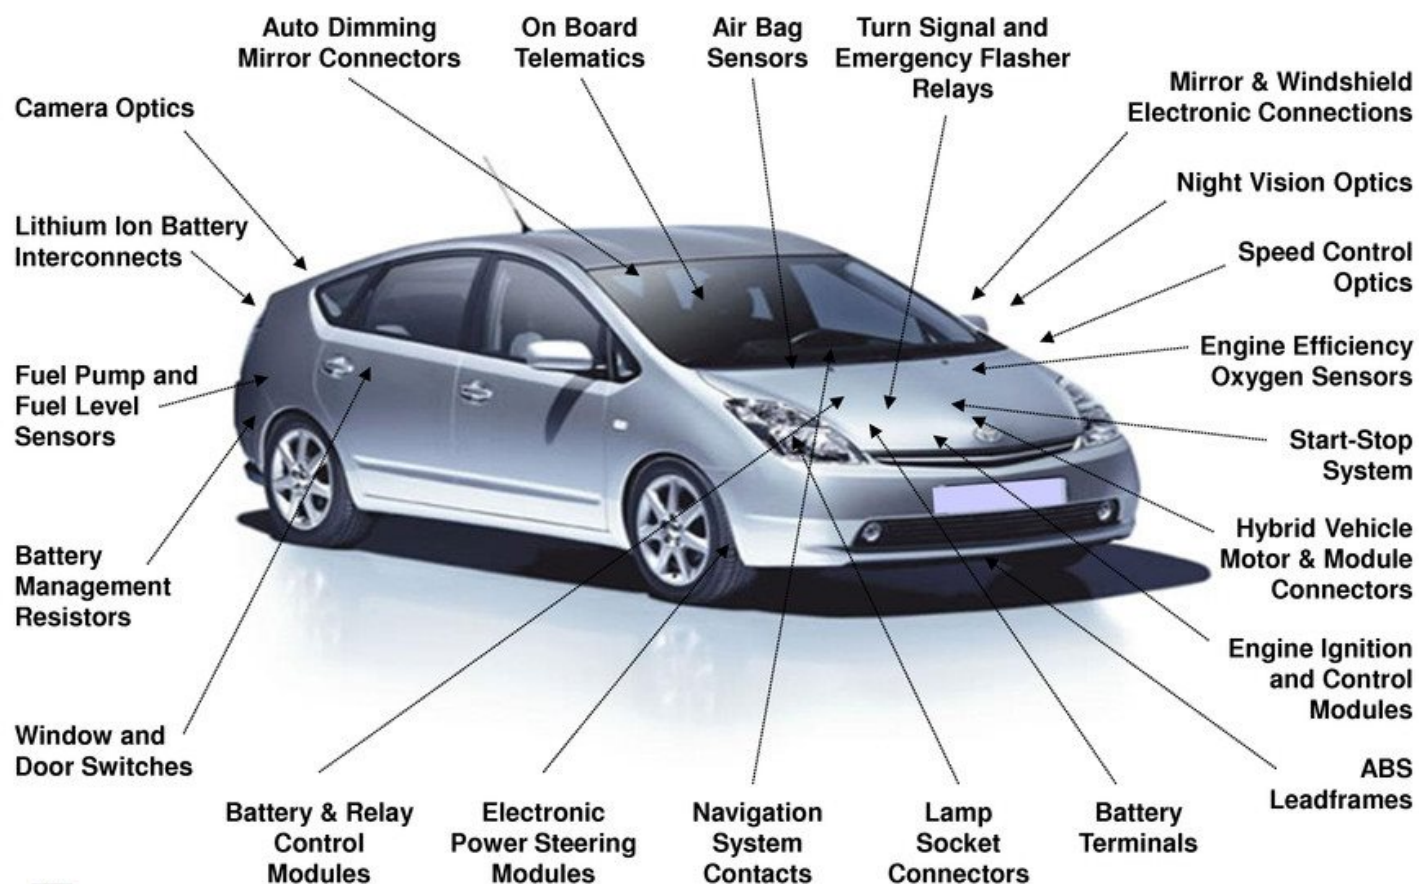 Auto Dimming
Mirror Connectors
On Board
Telematics
Air Bag
Sensors
Turn Signal and
Emergency Flasher
Relays
Mirror & Windshield
Electronic Connections
Camera Optics
Night Vision Optics
Lithium Ion Battery
Interconnects
Speed Control
Optics
Engine Efficiency
Oxygen Sensors
Fuel Pump and
Fuel Level
Sensors
Start-Stop
System
Hybrid Vehicle
Motor & Module
Connectors
Battery
Management
Resistors
Engine Ignition
and Control
Modules
Window and
Door Switches
ABS
Leadframes
Battery & Relay
Control
Modules
Electronic
Power Steering
Modules
Navigation
System
Contacts
Lamp
Socket
Connectors
Battery
Terminals